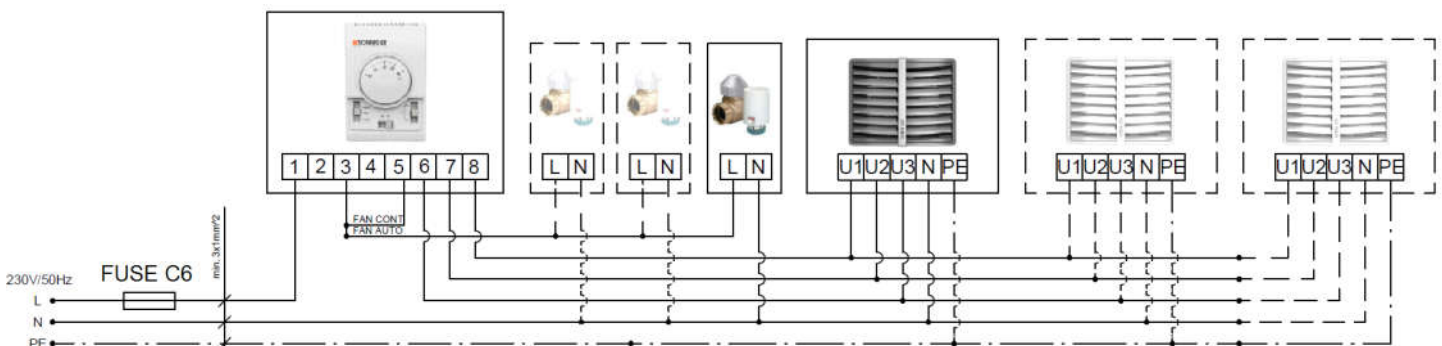 1 2 3 4 5 6 7 8
L N
L N
L N
U1 U2 U3 N PE
U1 U2 U3 N PE
U1 U2 U3 N PE
FAN CONT
FAN AUTO
min. 3x1mm^2
230V/50Hz
FUSE C6
L
N
PE